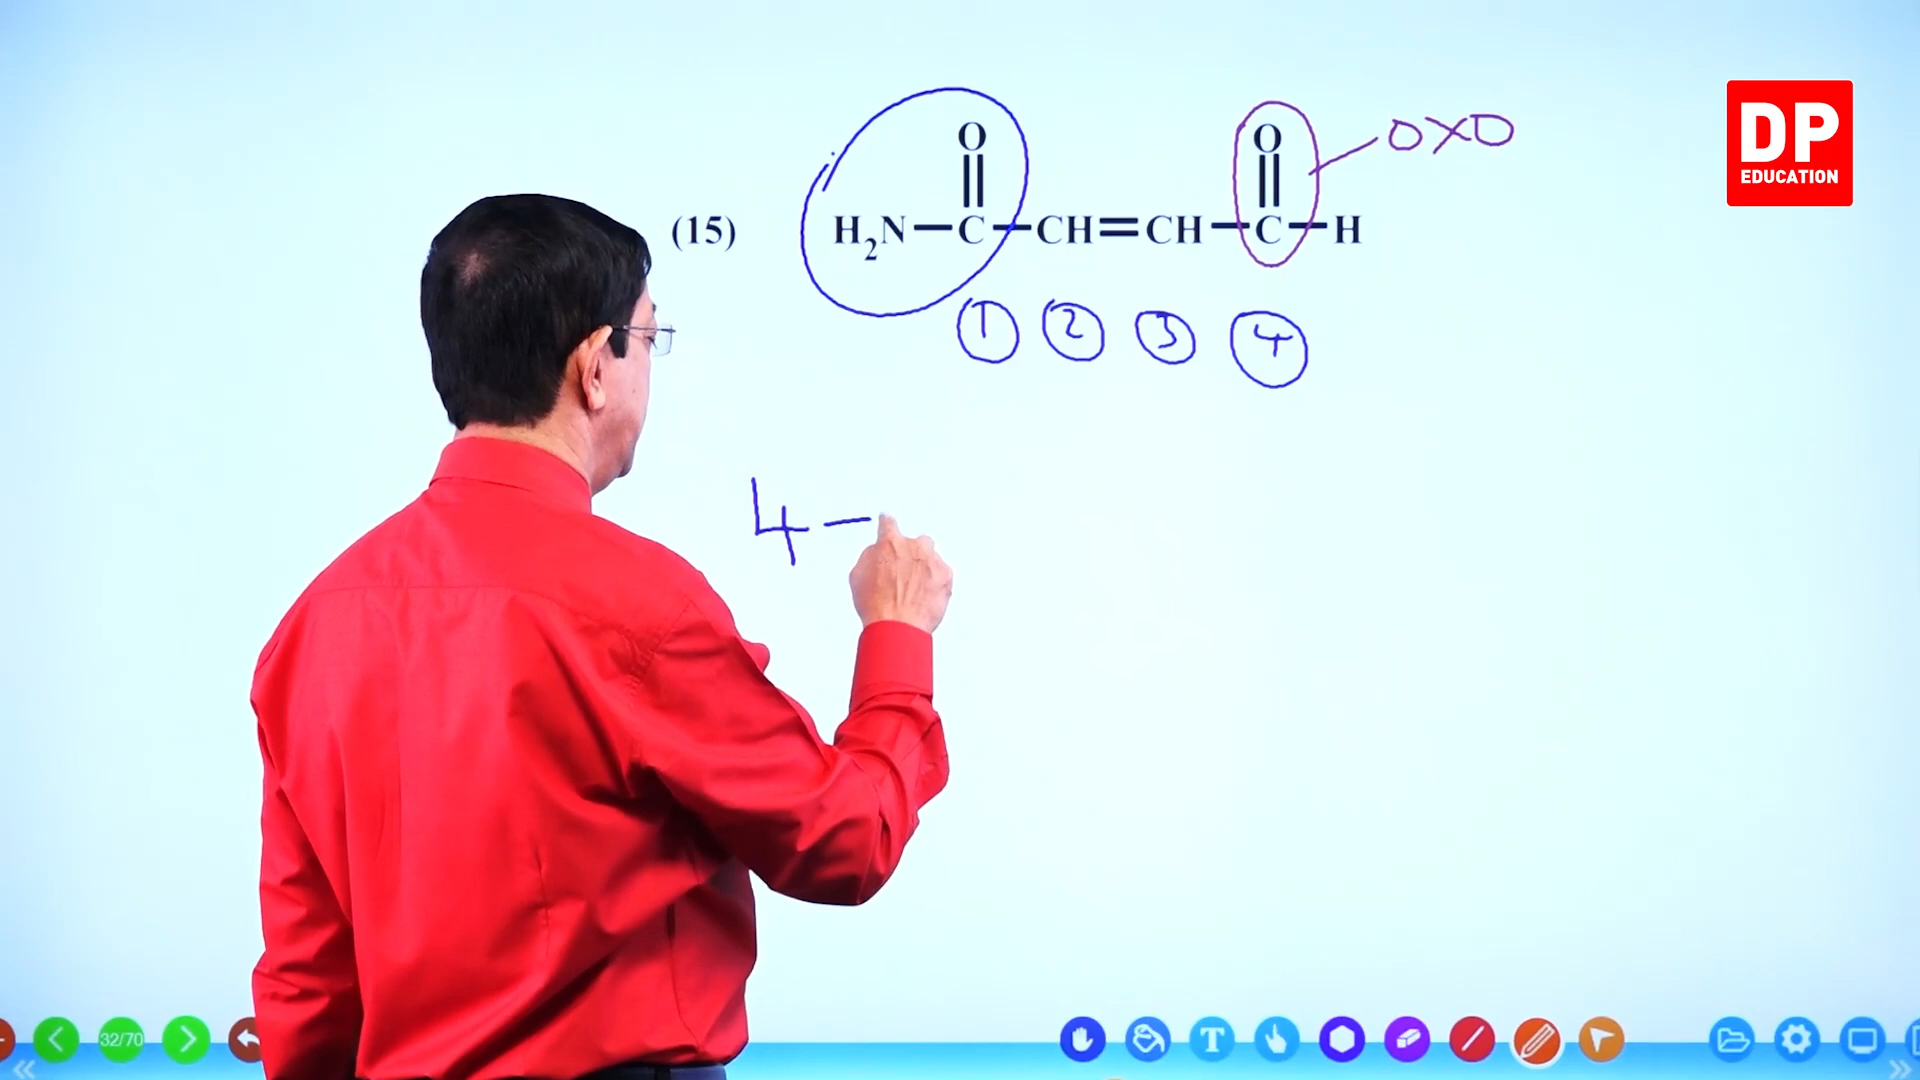 DP
EDUCATION
OXO
O
O
(15) H₂N—C—CH=CH—C—H
① ② ③ ④
4 –
32/70
T